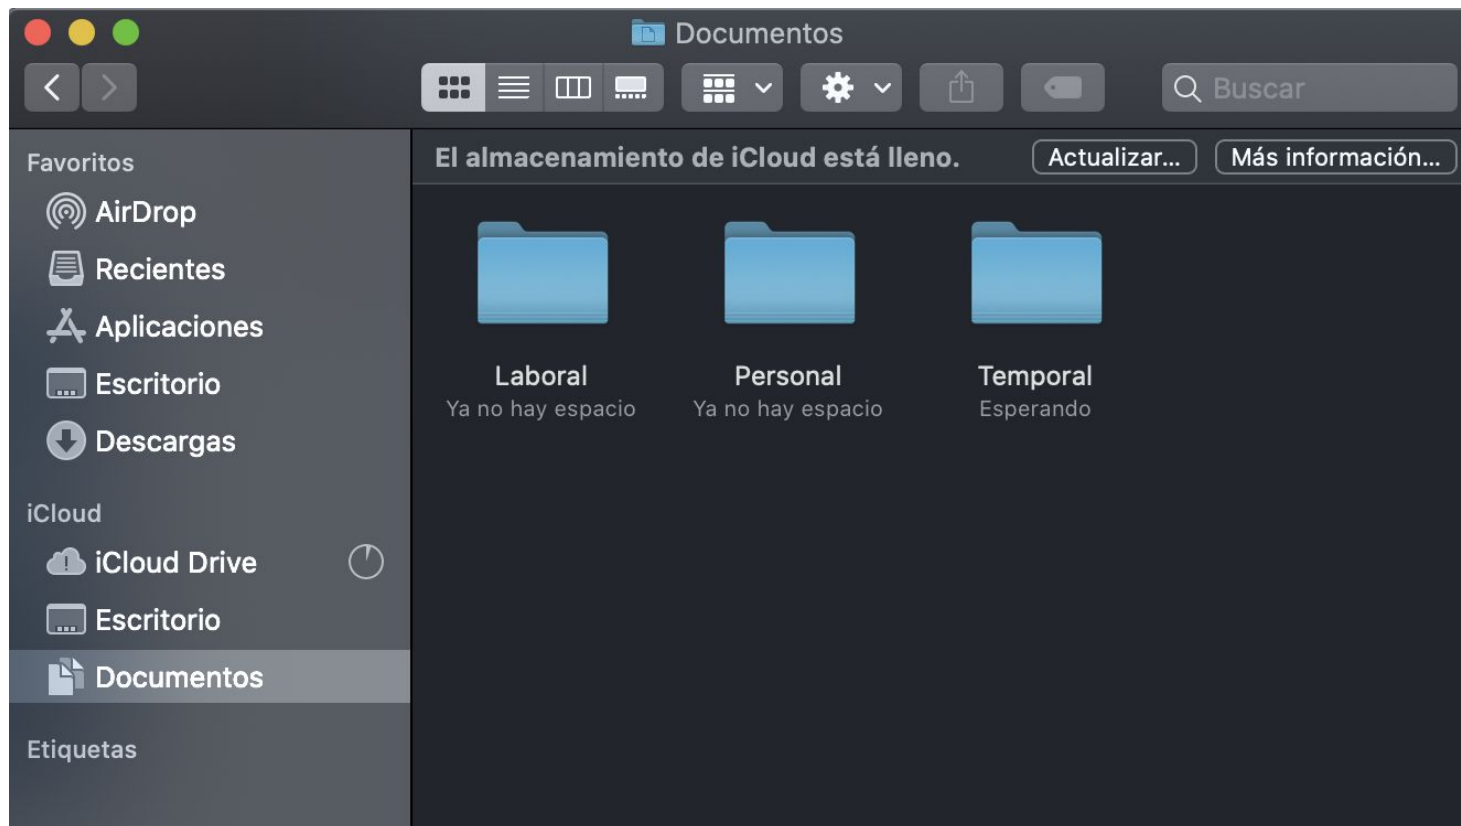 Documentos
Buscar
Favoritos
AirDrop
Recientes
Aplicaciones
Escritorio
Descargas
iCloud
iCloud Drive
Escritorio
Documentos
Etiquetas
El almacenamiento de iCloud está lleno. Actualizar... Más información...
Laboral Personal Temporal
Ya no hay espacio Ya no hay espacio Esperando